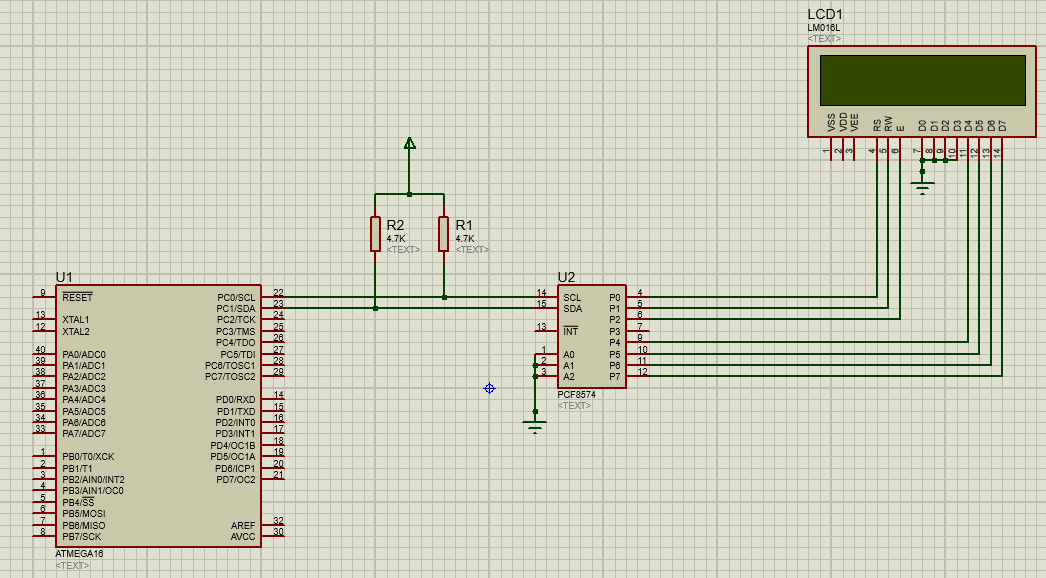 LCD1
LM016L
<TEXT>
VSS VDD VEE RS RW E D0 D1 D2 D3 D4 D5 D6 D7
1 2 3 4 5 6 7 8 9 10 11 12 13 14
R2
4.7K
<TEXT>
R1
4.7K
<TEXT>
U1
9 RESET PC0/SCL 22
PC1/SDA 23
13 XTAL1 PC2/TCK 24
12 XTAL2 PC3/TMS 25
PC4/TDO 26
40 PA0/ADC0 PC5/TDI 27
39 PA1/ADC1 PC6/TOSC1 28
38 PA2/ADC2 PC7/TOSC2 29
37 PA3/ADC3
36 PA4/ADC4 PD0/RXD 14
35 PA5/ADC5 PD1/TXD 15
34 PA6/ADC6 PD2/INT0 16
33 PA7/ADC7 PD3/INT1 17
PD4/OC1B 18
1 PB0/T0/XCK PD5/OC1A 19
2 PB1/T1 PD6/ICP1 20
3 PB2/AIN0/INT2 PD7/OC2 21
4 PB3/AIN1/OC0
5 PB4/SS
6 PB5/MOSI
7 PB6/MISO AREF 32
8 PB7/SCK AVCC 30
ATMEGA16
<TEXT>
U2
14 SCL P0 4
15 SDA P1 5
P2 6
13 INT P3 7
P4 9
1 A0 P5 10
2 A1 P6 11
3 A2 P7 12
PCF8574
<TEXT>